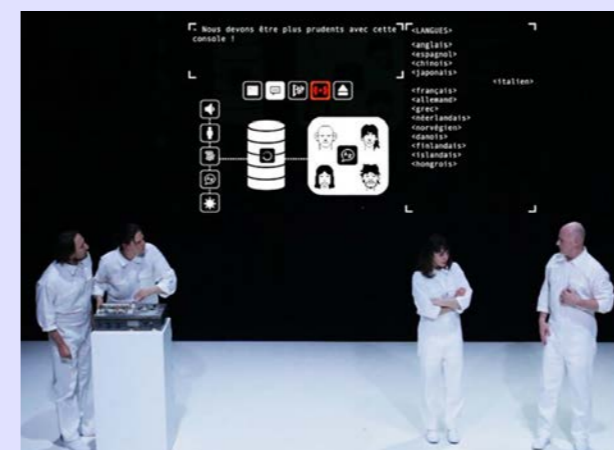 - Nous devons être plus prudents avec cette
console !
<LANGUES>
<anglais>
<espagnol>
<chinois>
<japonais>
<italien>
<français>
<allemand>
<grec>
<néerlandais>
<norvégien>
<danois>
<finlandais>
<islandais>
<hongrois>